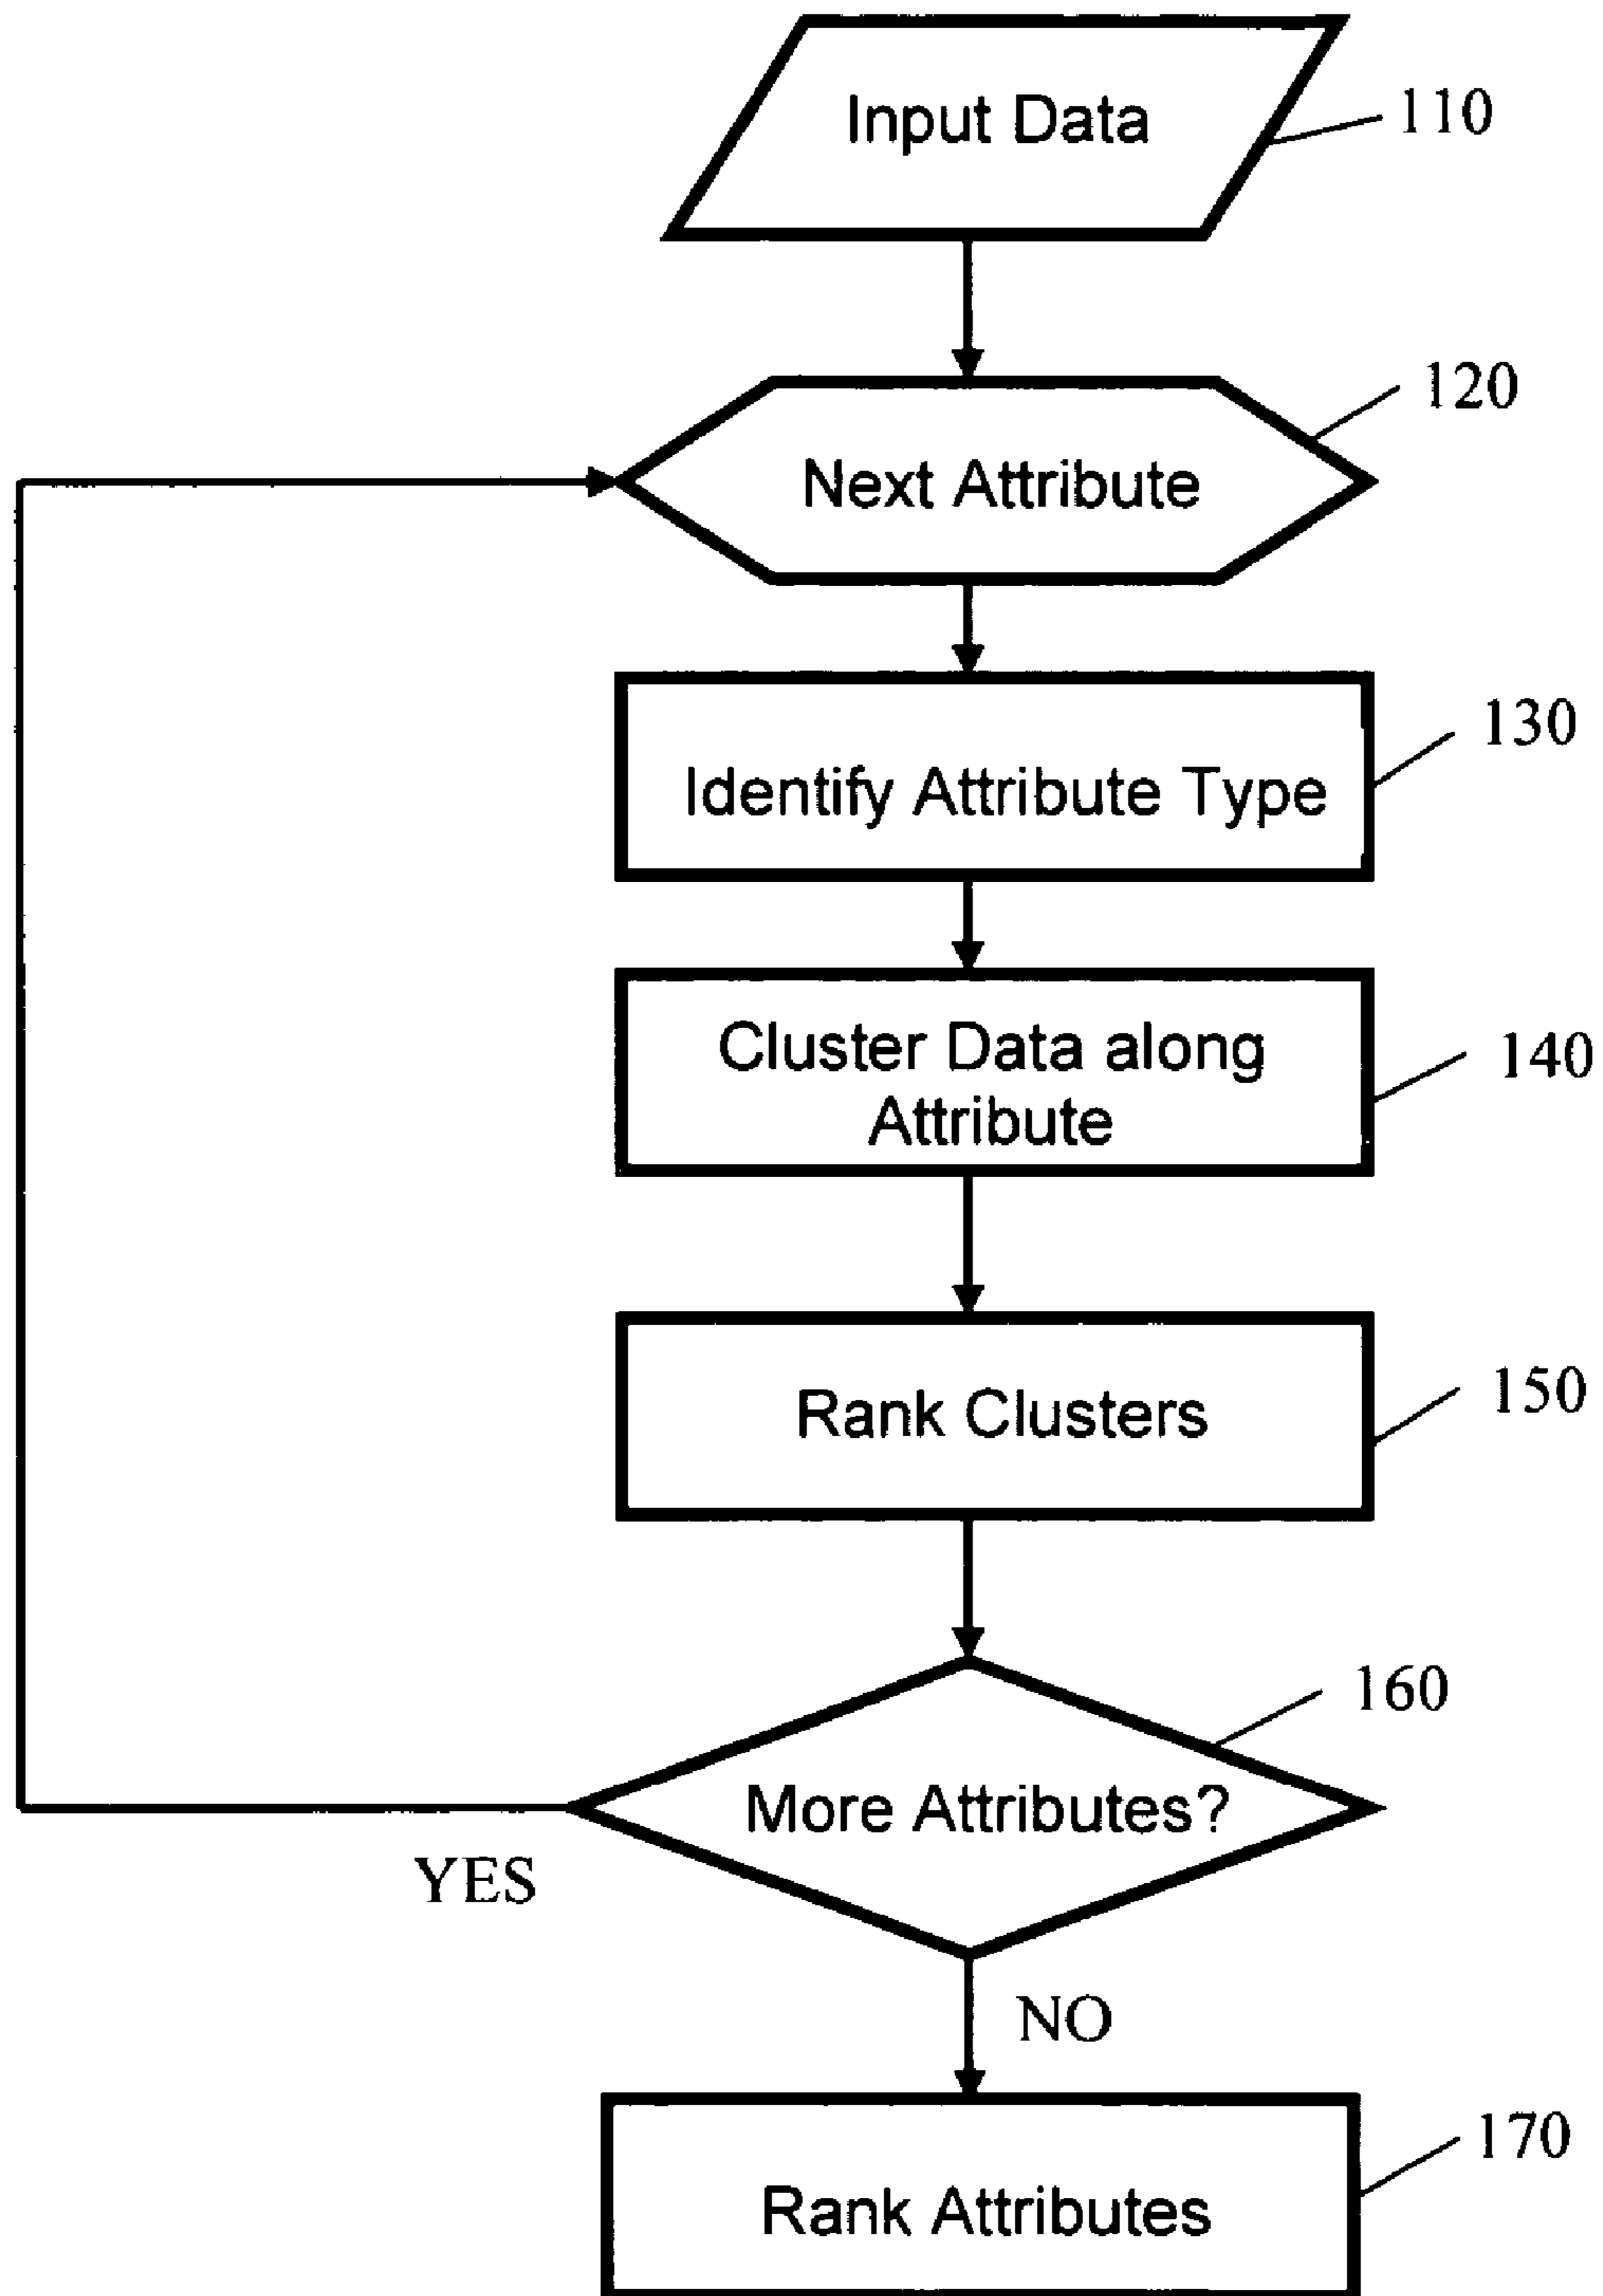 Input Data
110
120
Next Attribute
130
Identify Attribute Type
Cluster Data along
140
Attribute
150
Rank Clusters
160
More Attributes?
YES
NO
170
Rank Attributes